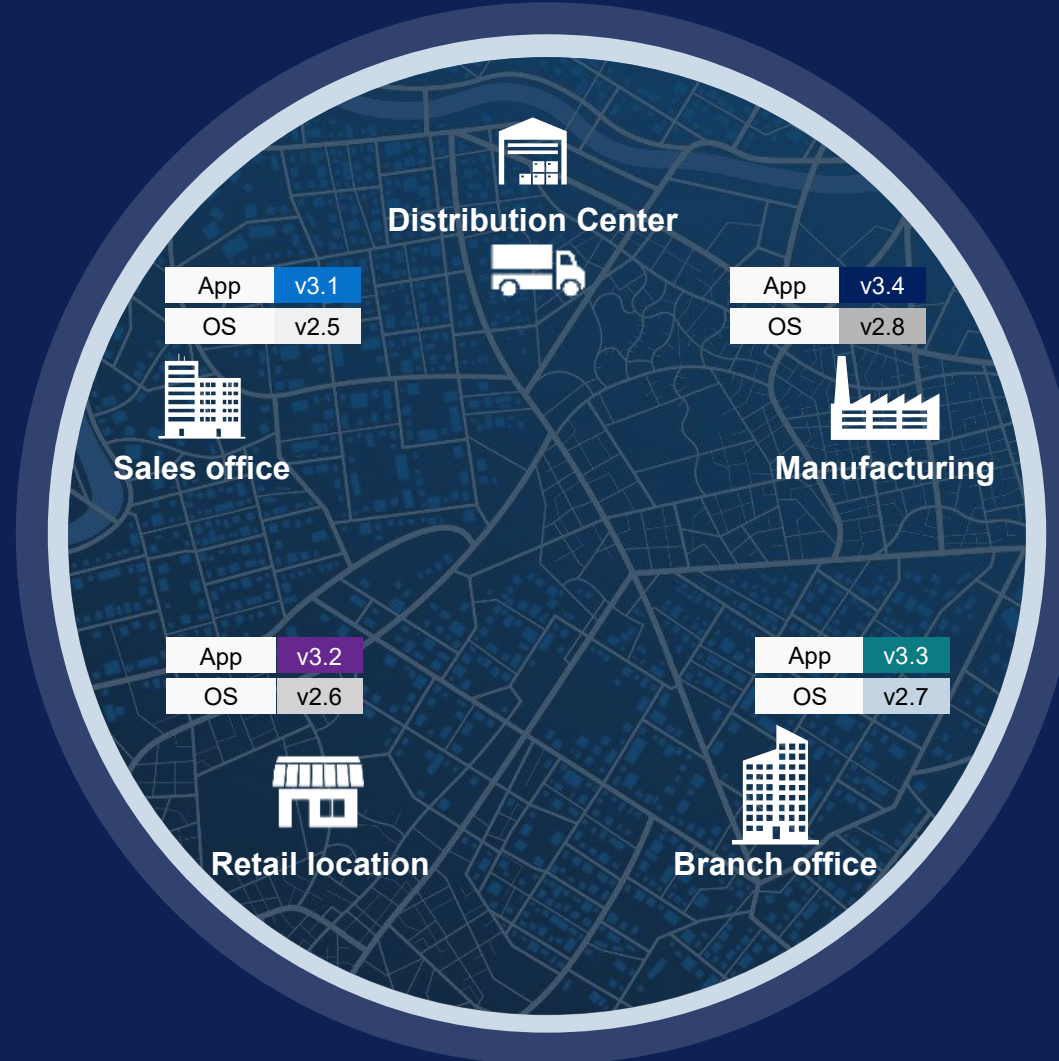 Distribution Center
App v3.1
OS v2.5
Sales office
App v3.4
OS v2.8
Manufacturing
App v3.2
OS v2.6
Retail location
App v3.3
OS v2.7
Branch office